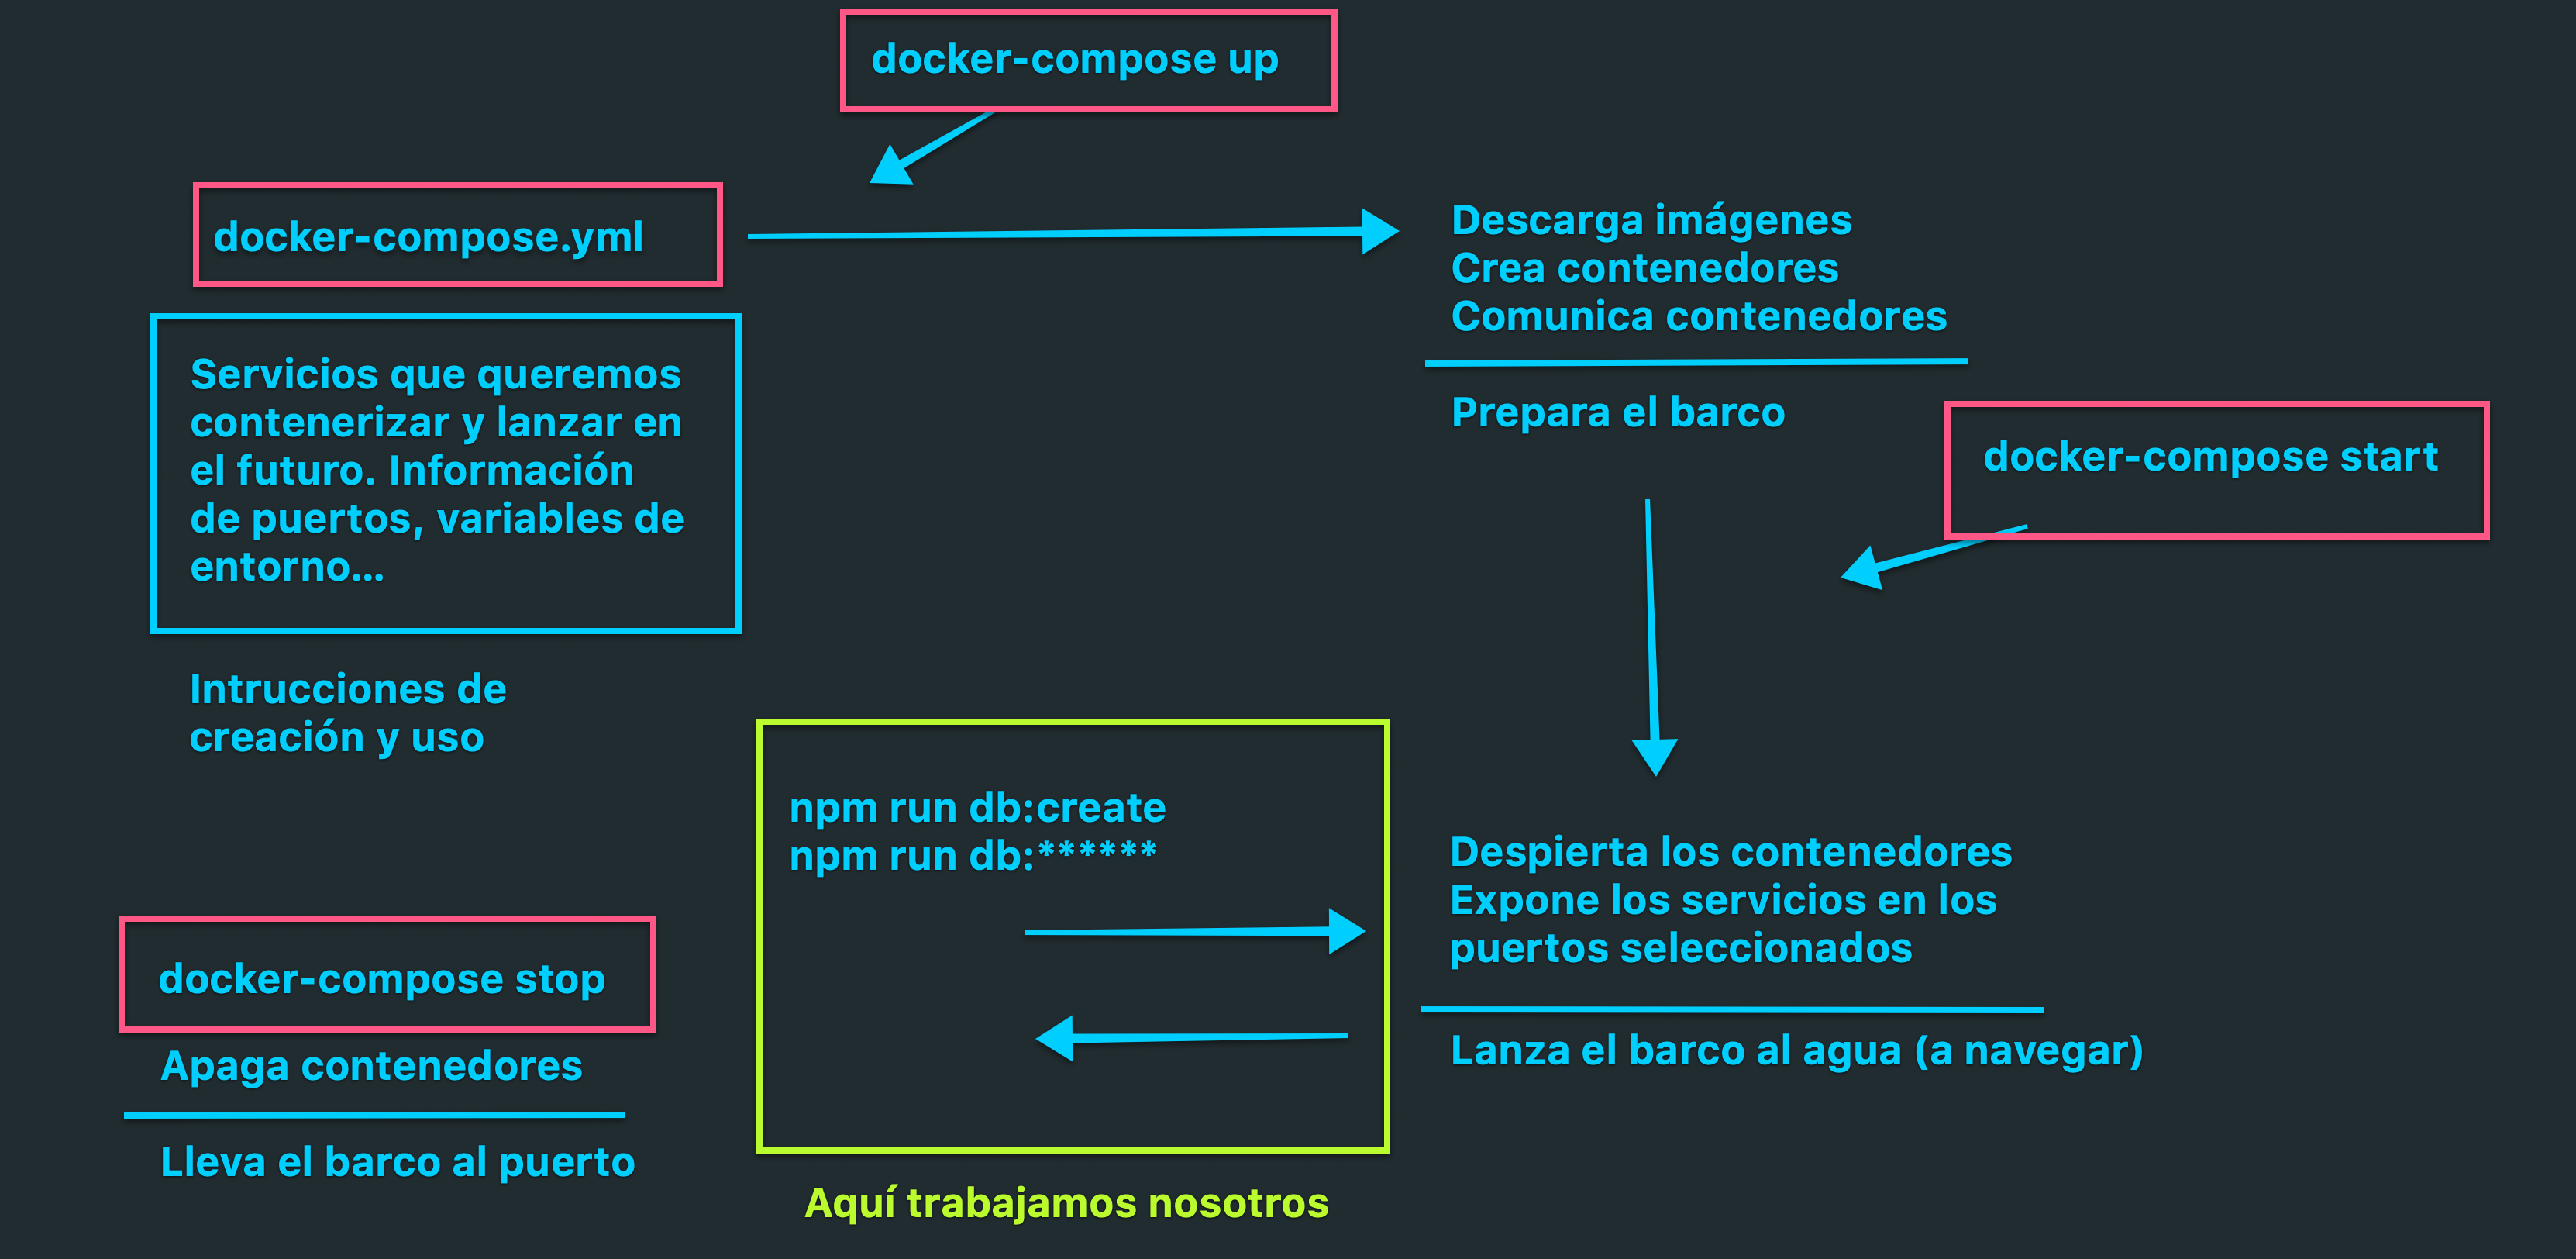 docker-compose up
docker-compose.yml
Servicios que queremos
contenerizar y lanzar en
el futuro. Información
de puertos, variables de
entorno...
Intrucciones de
creación y uso
Descarga imágenes
Crea contenedores
Comunica contenedores
Prepara el barco
docker-compose start
Despierta los contenedores
Expone los servicios en los
puertos seleccionados
Lanza el barco al agua (a navegar)
npm run db:create
npm run db:******
Aquí trabajamos nosotros
docker-compose stop
Apaga contenedores
Lleva el barco al puerto